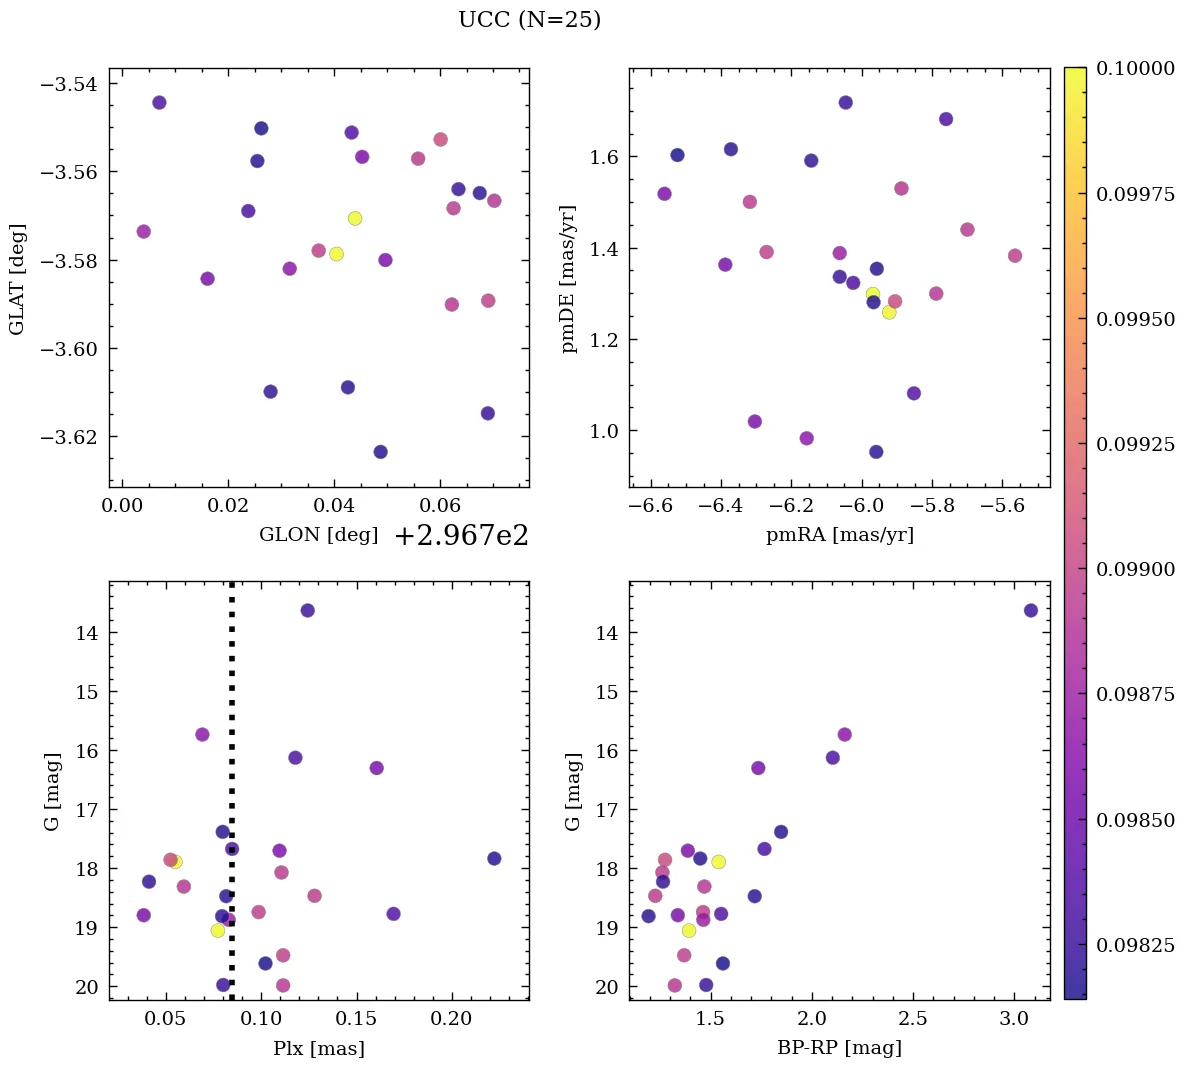 UCC (N=25)
−3.54
−3.56
−3.58
−3.60
−3.62
GLAT [deg]
0.00 0.02 0.04 0.06
GLON [deg] +2.967e2
1.6
1.4
1.2
1.0
pmDE [mas/yr]
−6.6 −6.4 −6.2 −6.0 −5.8 −5.6
pmRA [mas/yr]
0.10000
0.09975
0.09950
0.09925
0.09900
0.09875
0.09850
0.09825
14
15
16
17
18
19
20
G [mag]
0.05 0.10 0.15 0.20
Plx [mas]
14
15
16
17
18
19
20
G [mag]
1.5 2.0 2.5 3.0
BP-RP [mag]